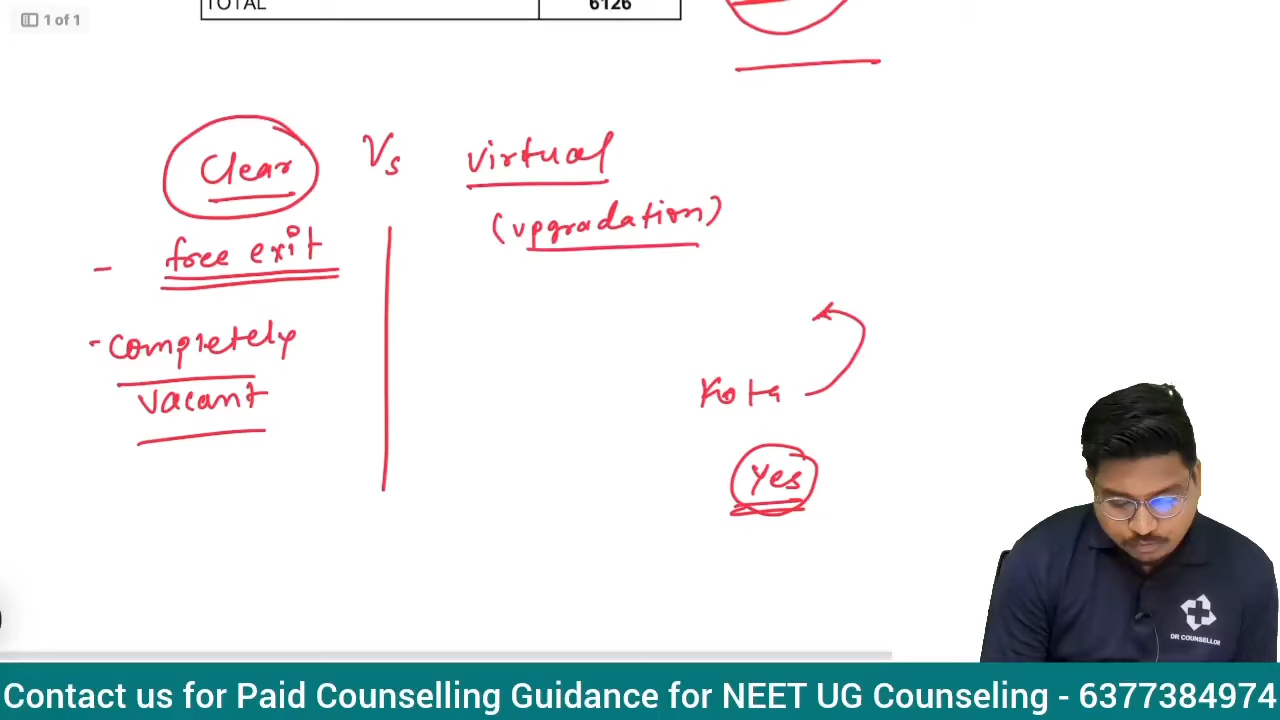 1 of 1
TOTAL 6126
Clear Vs virtual
(upgradation)
- free exit
- completely
vacant
Kota
Yes
DR COUNSELLOR
Contact us for Paid Counselling Guidance for NEET UG Counseling - 6377384974